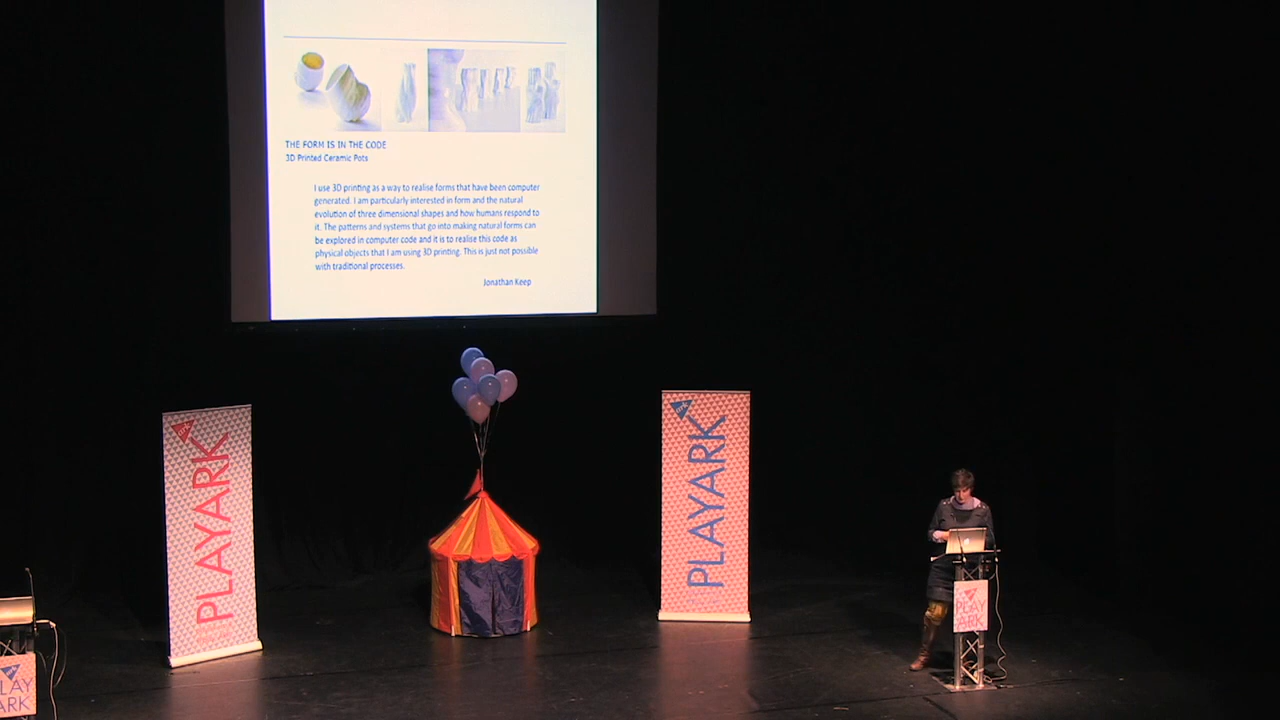 THE FORM IS IN THE CODE
3D Printed Ceramic Pots
I use 3D printing as a way to realise forms that have been computer
generated. I am particularly interested in form and the natural
evolution of three dimensional shapes and how humans respond to
it. The patterns and systems that go into making natural forms can
be explored in computer code and it is to realise this code as
physical objects that I am using 3D printing. This is just not possible
with traditional processes.
Jonathan Keep
PLAYARK
PLAYARK
PLAY
ARK
LAY
ARK